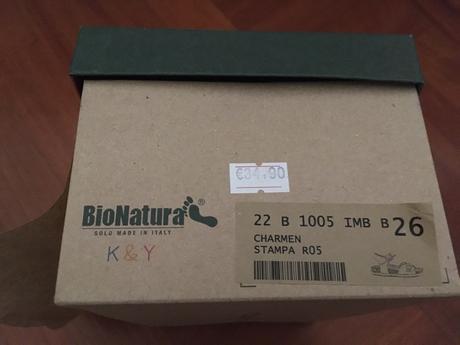 €34.90
BioNatura
SOLO MADE IN ITALY
K & Y
22 B 1005 IMB B 26
CHARMEN
STAMPA R05